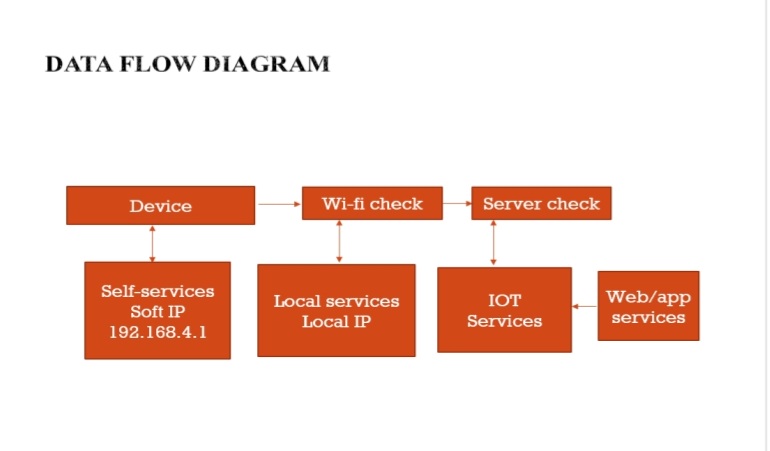 DATA FLOW DIAGRAM
Device
Wi-fi check
Server check
Self-services
Soft IP
192.168.4.1
Local services
Local IP
IOT
Services
Web/app
services